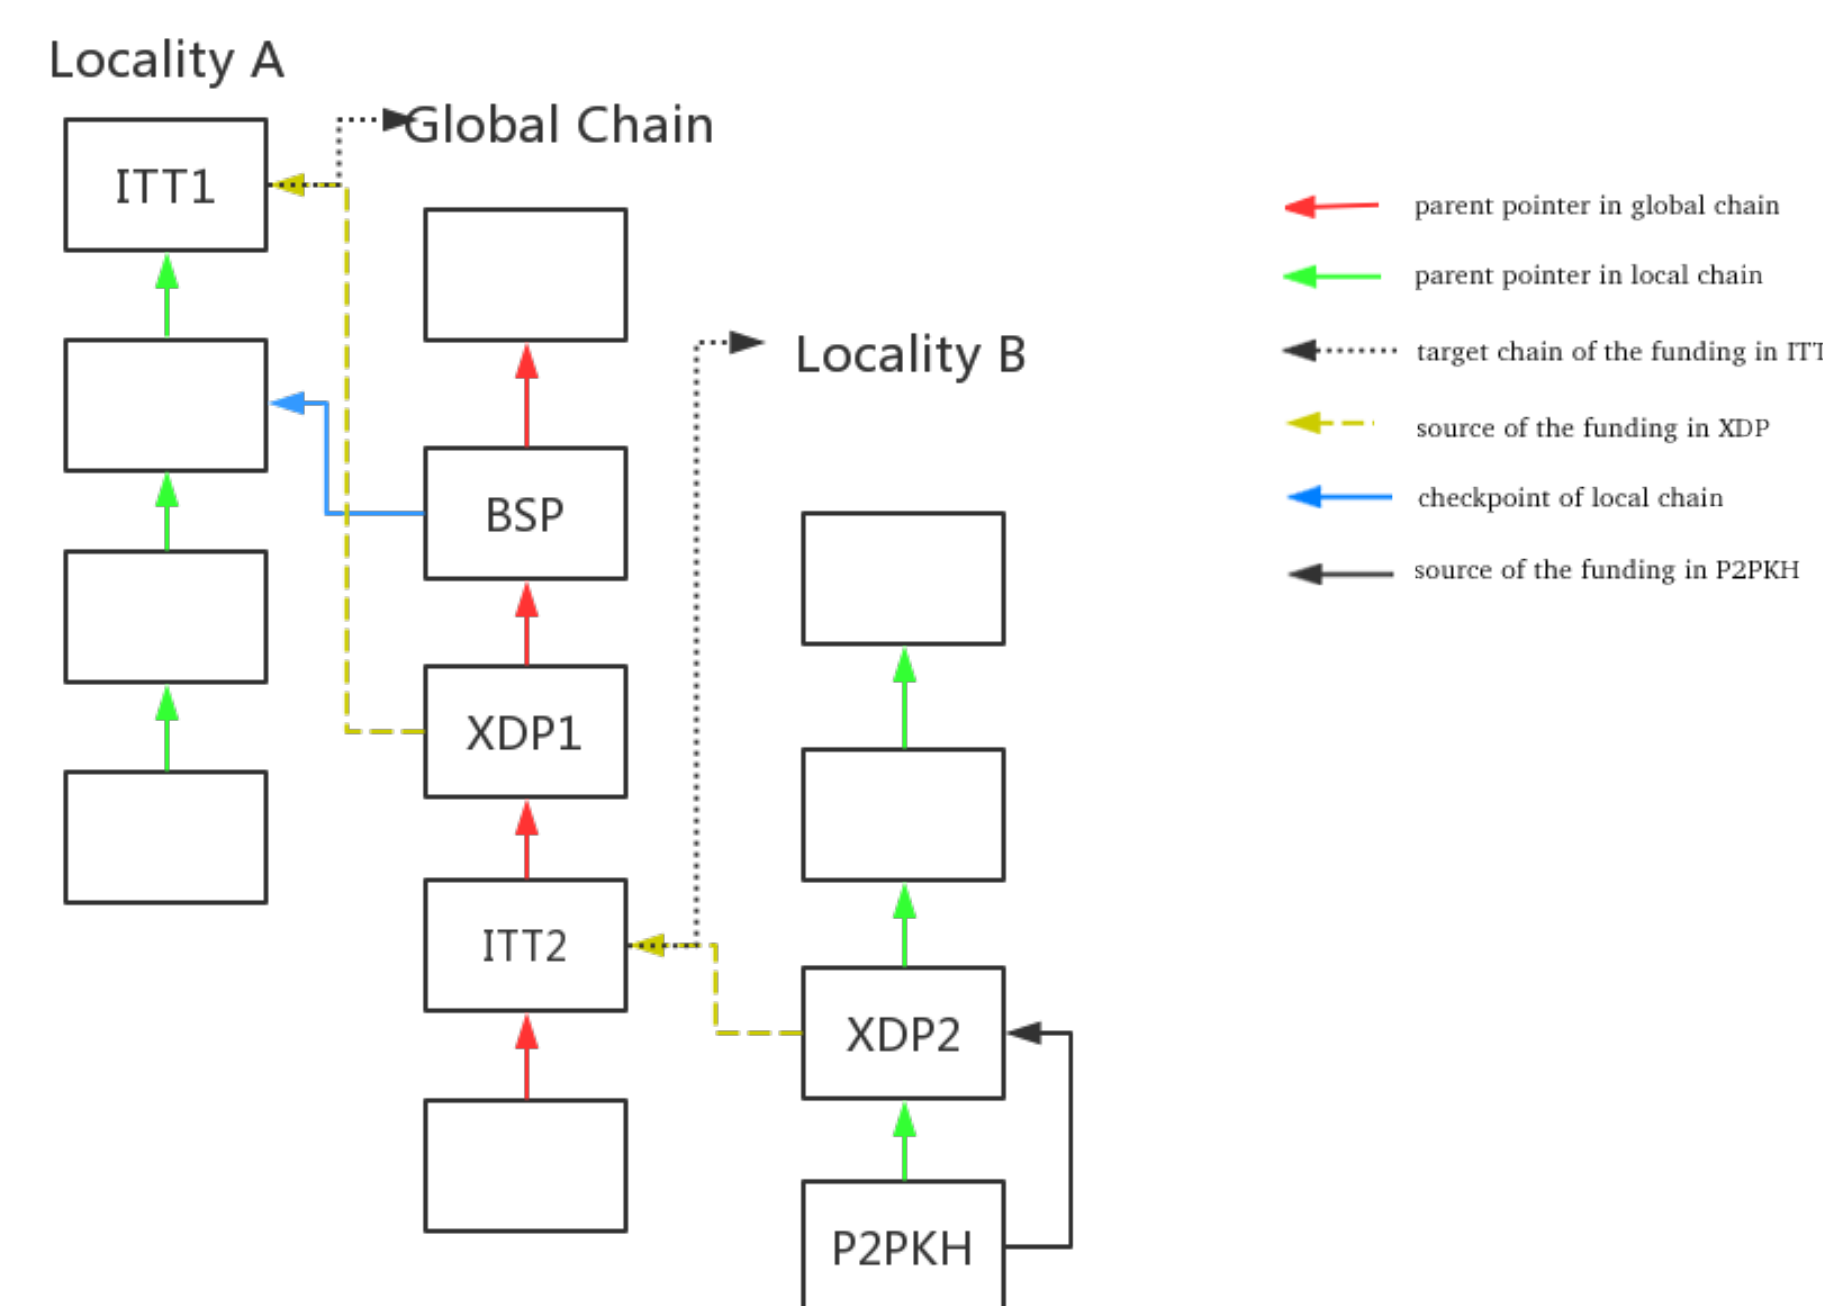 Locality A
Global Chain
ITT1
BSP
XDP1
ITT2
Locality B
XDP2
P2PKH
parent pointer in global chain
parent pointer in local chain
target chain of the funding in ITT
source of the funding in XDP
checkpoint of local chain
source of the funding in P2PKH